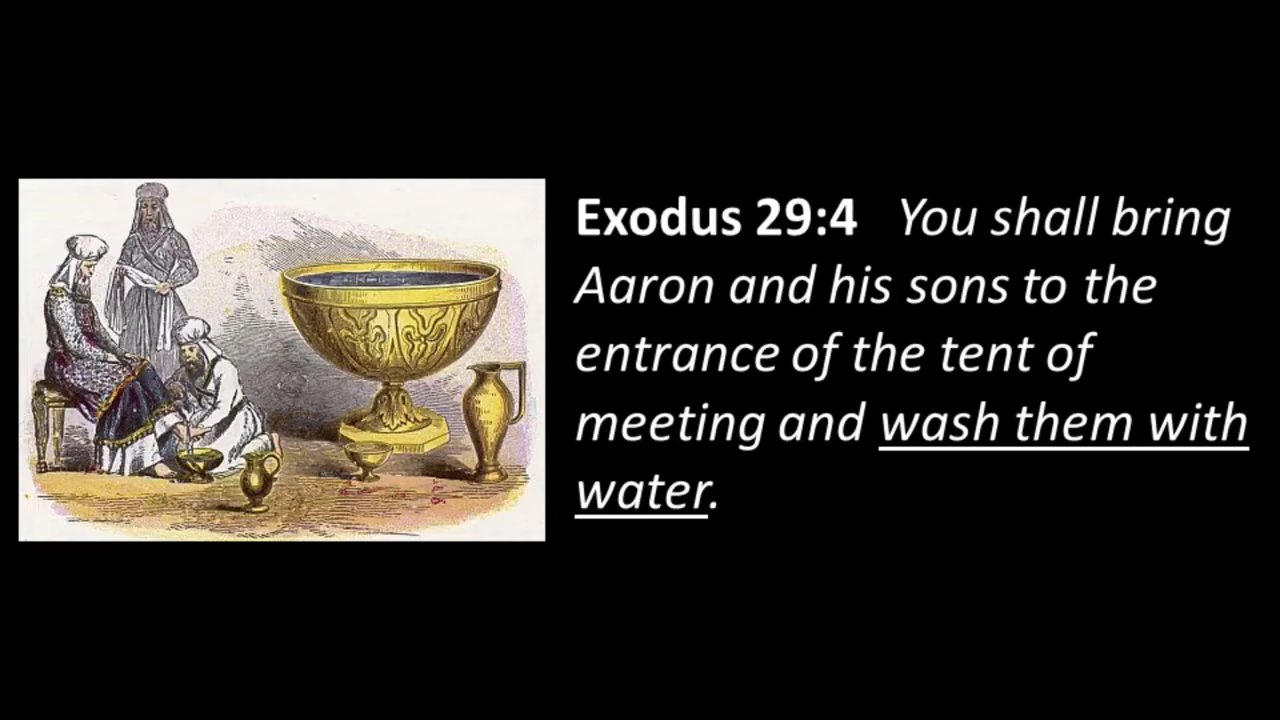 Exodus 29:4 You shall bring
Aaron and his sons to the
entrance of the tent of
meeting and wash them with
water.